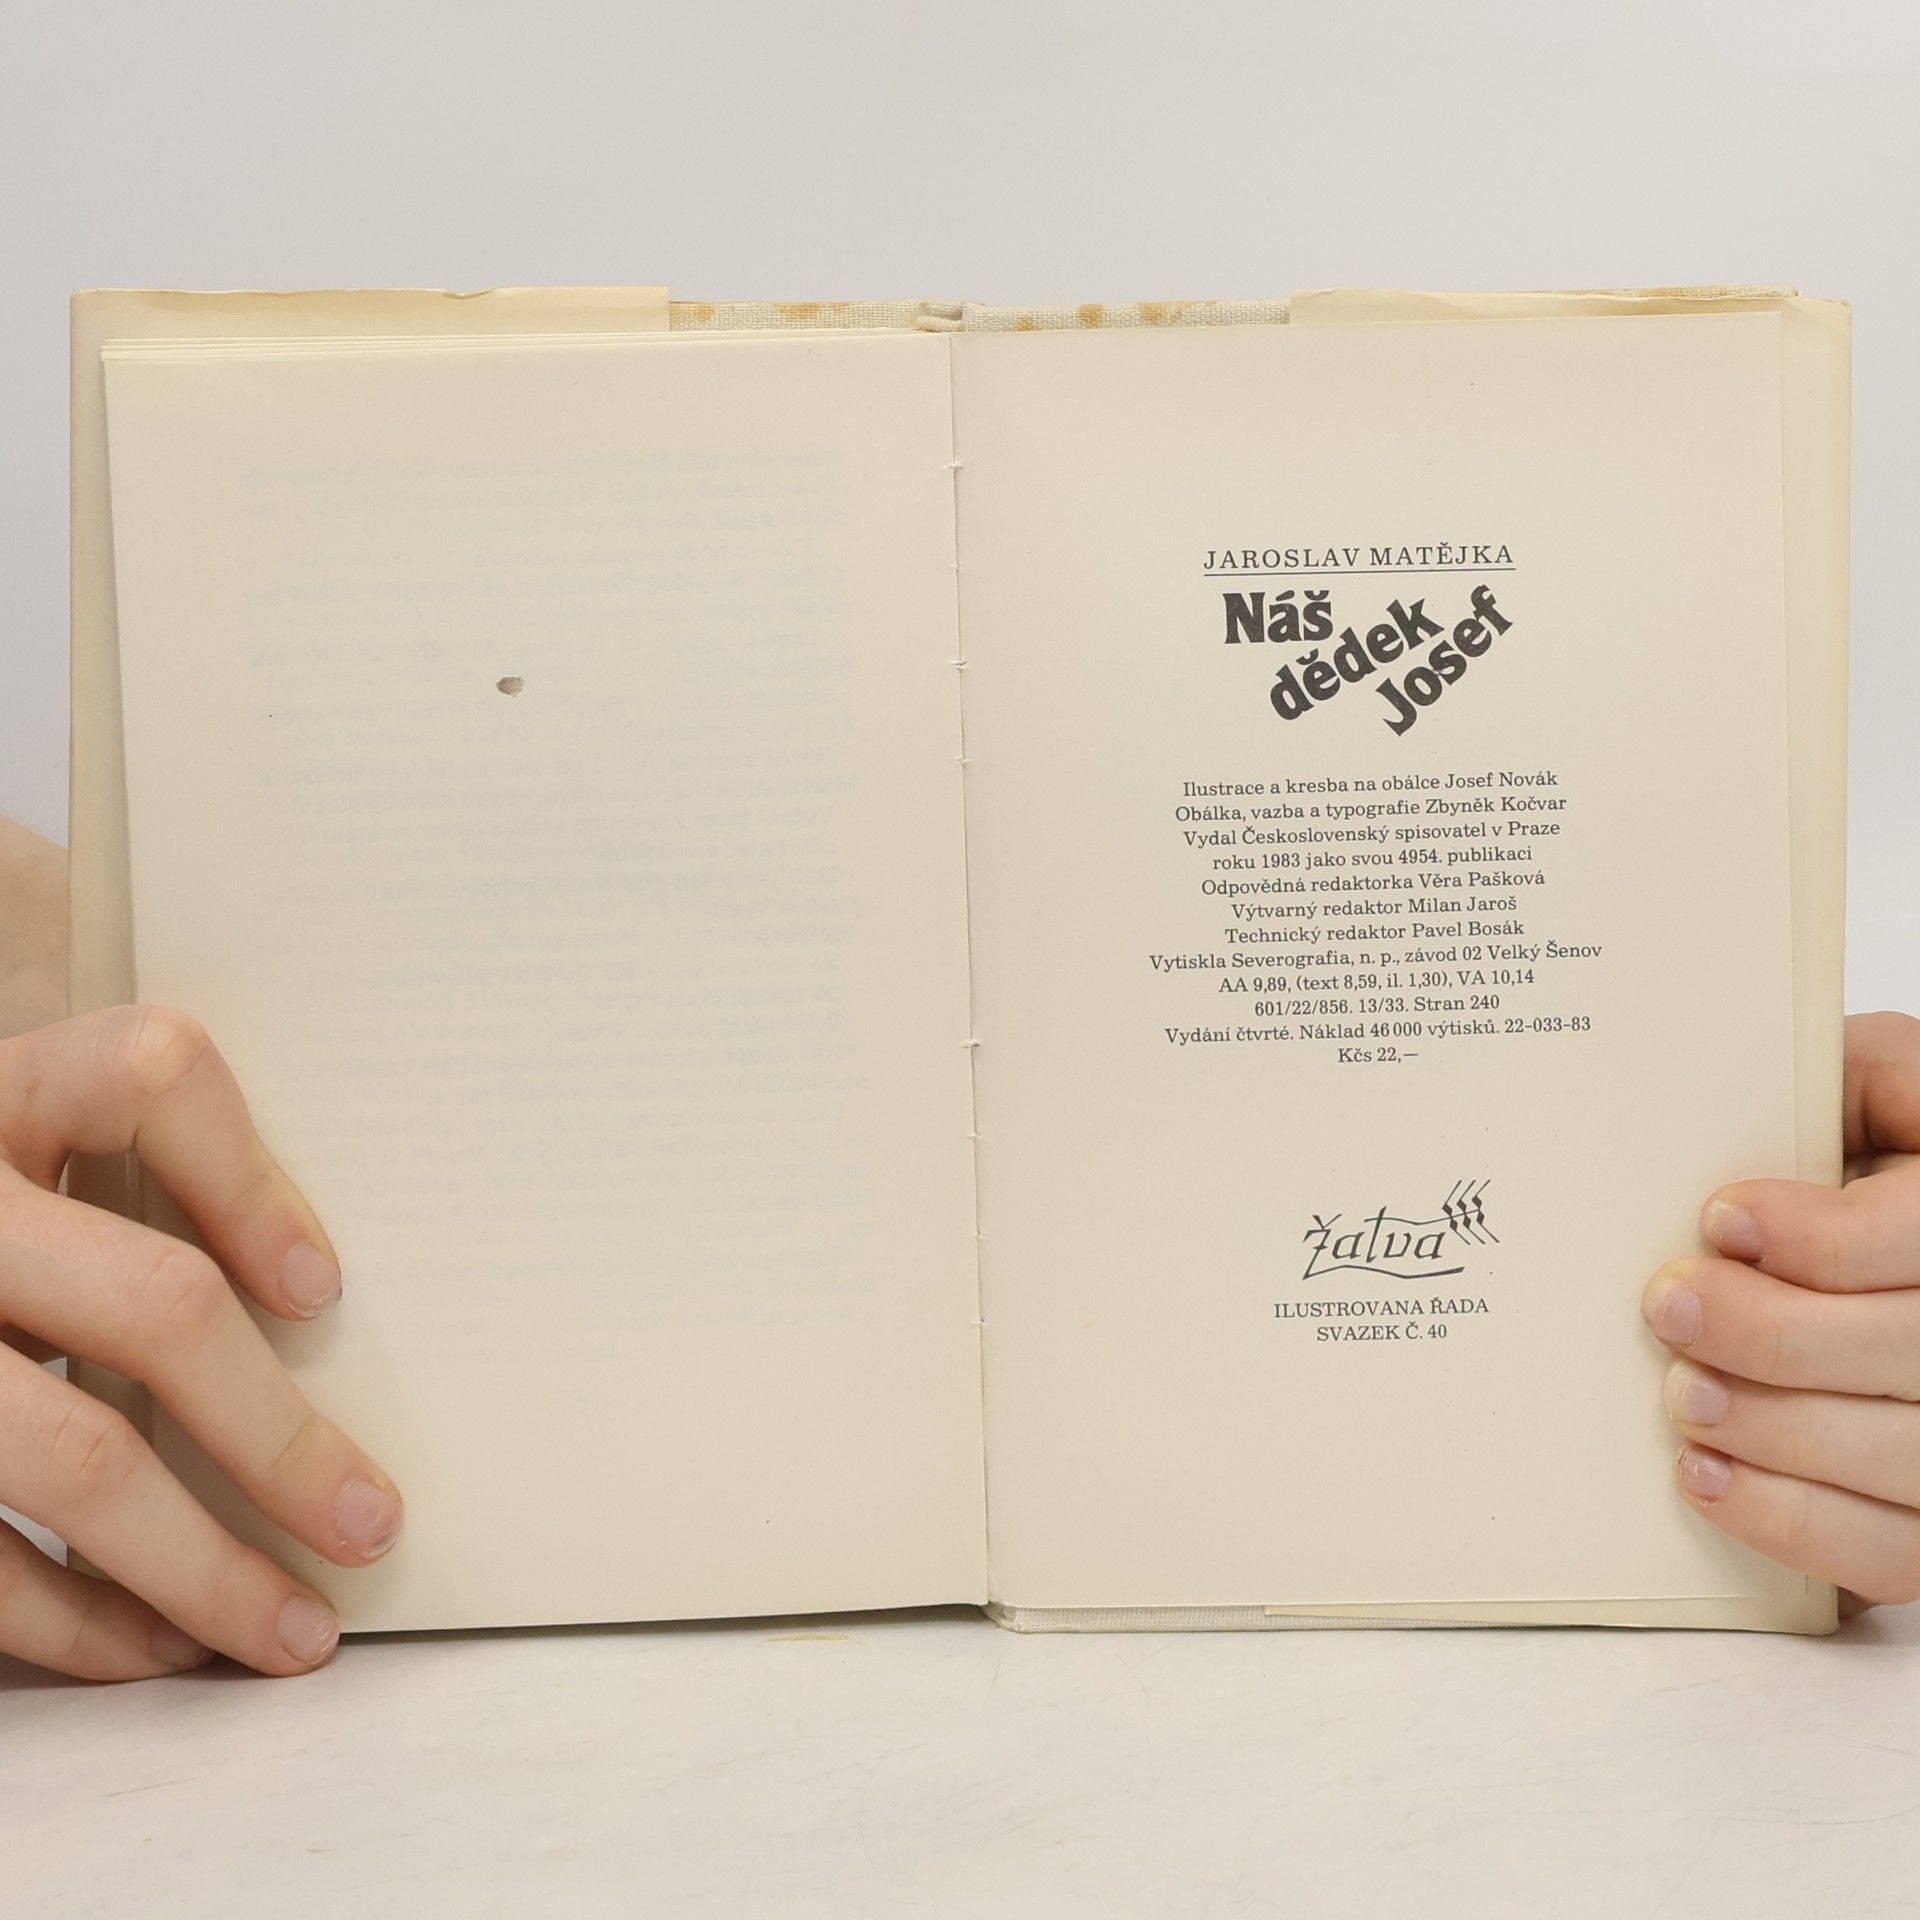 JAROSLAV MATĚJKA
Náš
dědek
Josef
Ilustrace a kresba na obálce Josef Novák
Obálka, vazba a typografie Zbyněk Kočvar
Vydal Československý spisovatel v Praze
roku 1983 jako svou 4954. publikaci
Odpovědná redaktorka Věra Pašková
Výtvarný redaktor Milan Jaroš
Technický redaktor Pavel Bosák
Vytiskla Severografia, n. p., závod 02 Velký Šenov
AA 9,89, (text 8,59, il. 1,30), VA 10,14
601/22/856. 13/33. Stran 240
Vydání čtvrté. Náklad 46 000 výtisků. 22-033-83
Kčs 22,—
žatva
ILUSTROVANA ŘADA
SVAZEK Č. 40